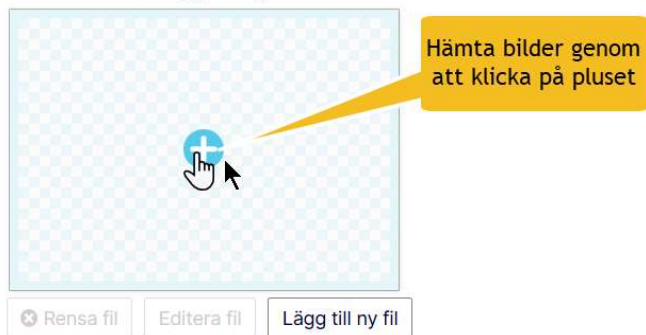 Hämta bilder genom
att klicka på pluset
Rensa fil
Editera fil
Lägg till ny fil